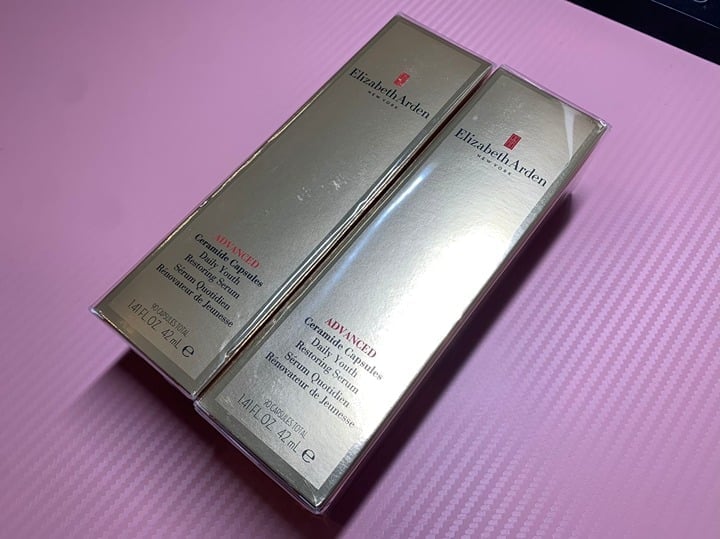 Elizabeth Arden
NEW YORK
ADVANCED
Ceramide Capsules
Daily Youth
Restoring Serum
Sérum Quotidien
Rénovateur de Jeunesse
90 CAPSULES TOTAL
1.41 FL.OZ. 42 mL ℮
Elizabeth Arden
NEW YORK
ADVANCED
Ceramide Capsules
Daily Youth
Restoring Serum
Sérum Quotidien
Rénovateur de Jeunesse
90 CAPSULES TOTAL
1.41 FL.OZ. 42 mL ℮